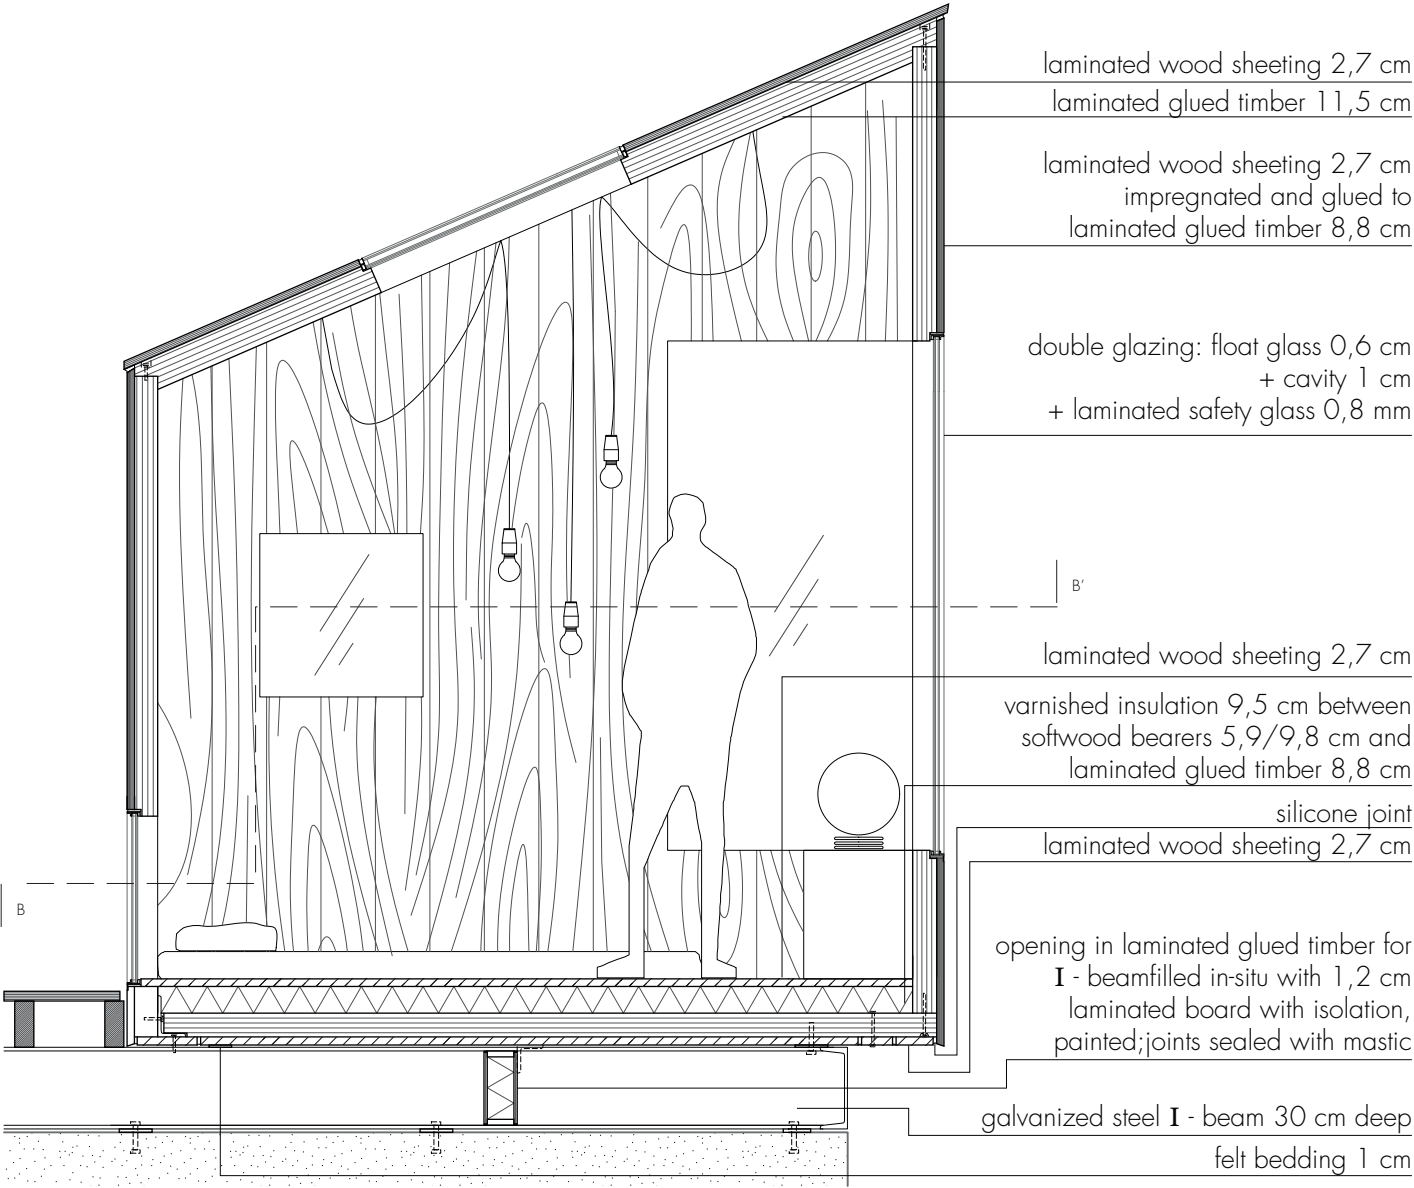 laminated wood sheeting 2,7 cm
laminated glued timber 11,5 cm
laminated wood sheeting 2,7 cm
impregnated and glued to
laminated glued timber 8,8 cm
double glazing: float glass 0,6 cm
+ cavity 1 cm
+ laminated safety glass 0,8 mm
B'
laminated wood sheeting 2,7 cm
varnished insulation 9,5 cm between
softwood bearers 5,9/9,8 cm and
laminated glued timber 8,8 cm
silicone joint
laminated wood sheeting 2,7 cm
B
opening in laminated glued timber for
I - beamfilled in-situ with 1,2 cm
laminated board with isolation,
painted;joints sealed with mastic
galvanized steel I - beam 30 cm deep
felt bedding 1 cm